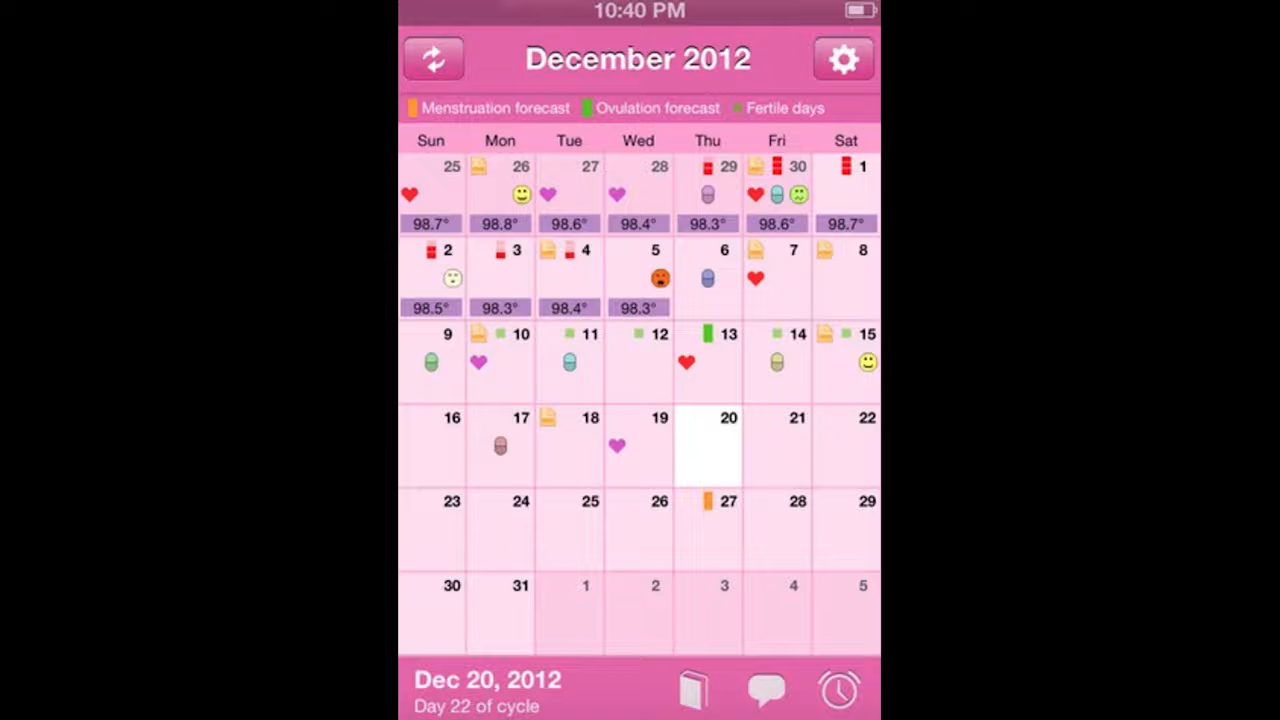 10:40 PM
December 2012
Menstruation forecast Ovulation forecast Fertile days
Sun Mon Tue Wed Thu Fri Sat
25 26 27 28 29 30 1
98.7° 98.8° 98.6° 98.4° 98.3° 98.6° 98.7°
2 3 4 5 6 7 8
98.5° 98.3° 98.4° 98.3°
9 10 11 12 13 14 15
16 17 18 19 20 21 22
23 24 25 26 27 28 29
30 31 1 2 3 4 5
Dec 20, 2012
Day 22 of cycle